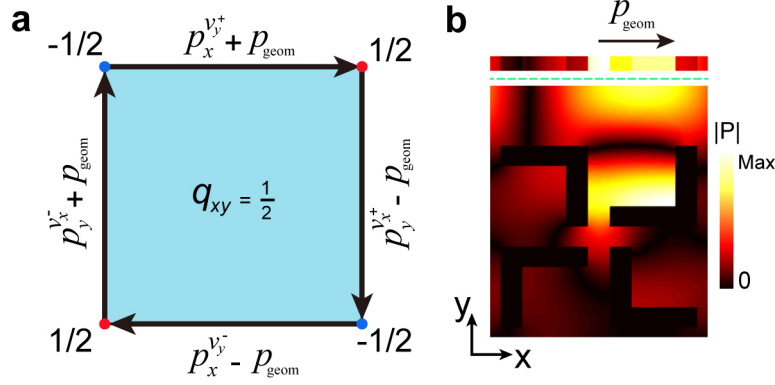 a
-1/2
p_x^{v_y^+} + p_geom
1/2
p_y^{v_x^-} + p_geom
q_xy = 1/2
p_y^{v_x^+} - p_geom
1/2
p_x^{v_y^-} - p_geom
-1/2
b
p_geom
|P|
Max
0
y
x